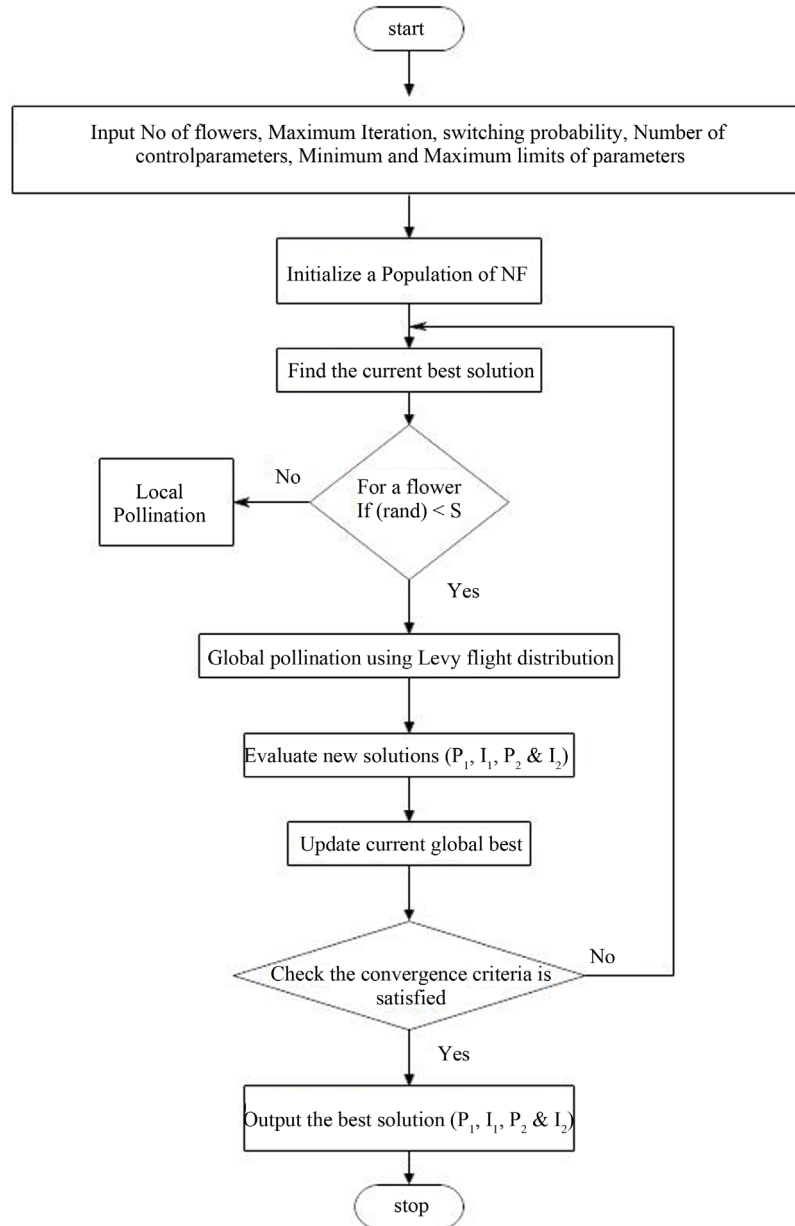 start
Input No of flowers, Maximum Iteration, switching probability, Number of
controlparameters, Minimum and Maximum limits of parameters
Initialize a Population of NF
Find the current best solution
For a flower
If (rand) < S
No
Local
Pollination
Yes
Global pollination using Levy flight distribution
Evaluate new solutions (P₁, I₁, P₂ & I₂)
Update current global best
Check the convergence criteria is
satisfied
No
Yes
Output the best solution (P₁, I₁, P₂ & I₂)
stop